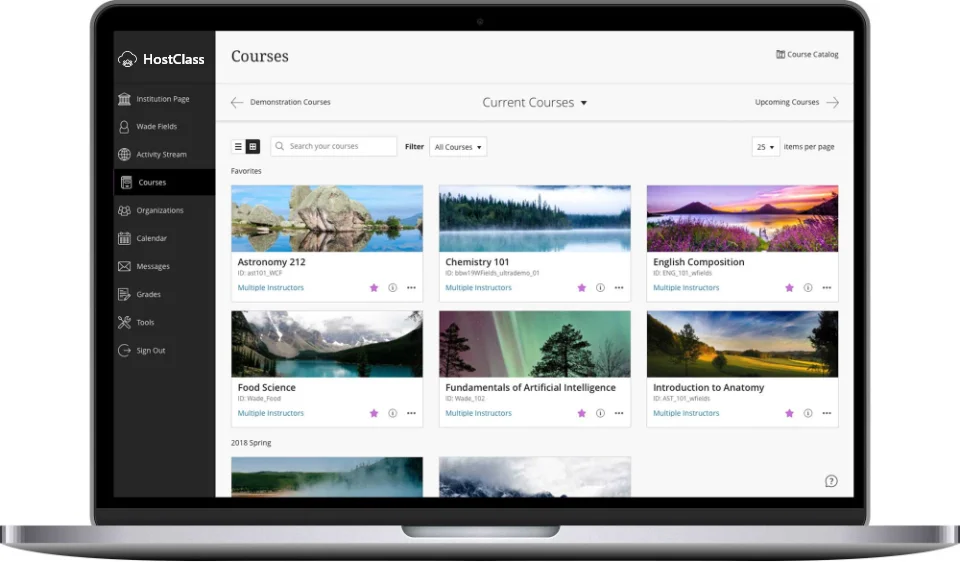 HostClass
Institution Page
Wade Fields
Activity Stream
Courses
Organizations
Calendar
Messages
Grades
Tools
Sign Out
Courses
Course Catalog
Demonstration Courses
Current Courses
Upcoming Courses
Search your courses
Filter
All Courses
25
items per page
Favorites
Astronomy 212
ID: ast101_WCF
Multiple Instructors
Chemistry 101
ID: bbw19WFields_ultrademo_01
Multiple Instructors
English Composition
ID: ENG_101_wfields
Multiple Instructors
Food Science
ID: Wade_Food
Multiple Instructors
Fundamentals of Artificial Intelligence
ID: Wade_102
Multiple Instructors
Introduction to Anatomy
ID: AST_101_wfields
Multiple Instructors
2018 Spring
?